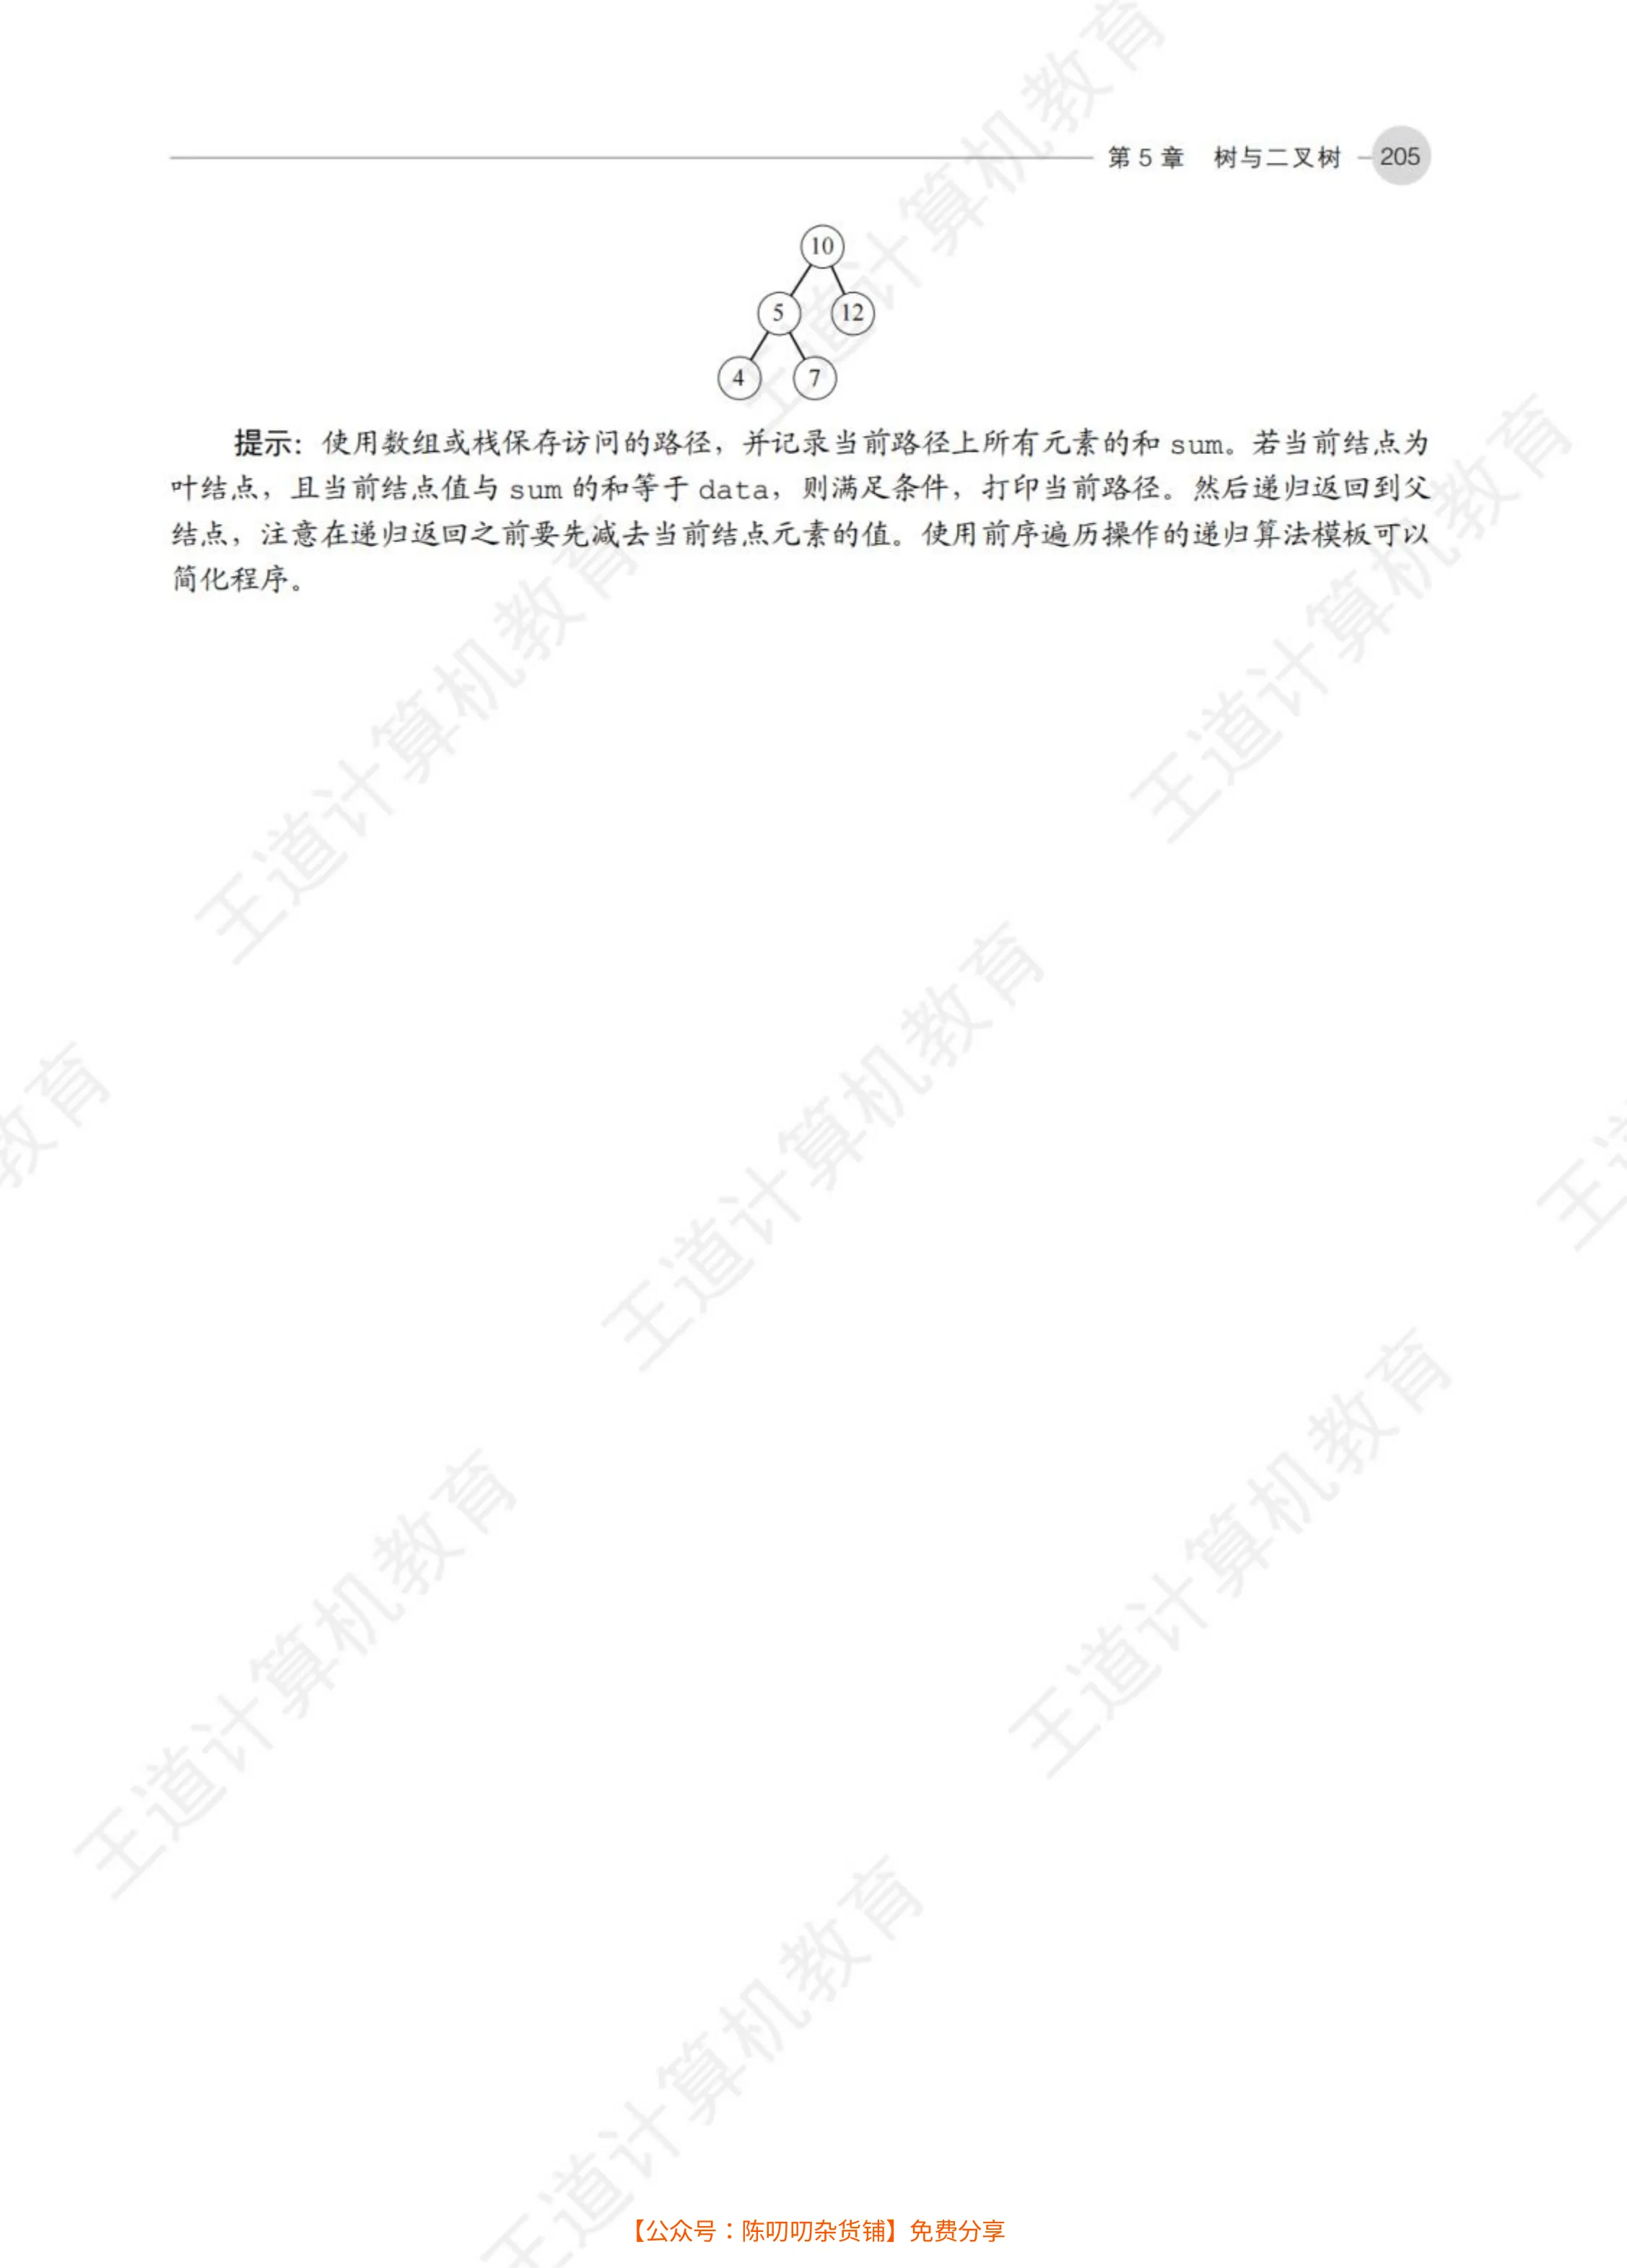 第 5 章 树与二叉树 205
10
5 12
4 7
提示：使用数组或栈保存访问的路径，并记录当前路径上所有元素的和 sum。若当前结点为
叶结点，且当前结点值与 sum 的和等于 data，则满足条件，打印当前路径。然后递归返回到父
结点，注意在递归返回之前要先减去当前结点元素的值。使用前序遍历操作的递归算法模板可以
简化程序。
王道计算机教育
王道计算机教育
王道计算机教育
王道计算机教育
教育
王道
王道计算机教育
王道计算机教育
王道计算机教育
【公众号：陈叨叨杂货铺】免费分享